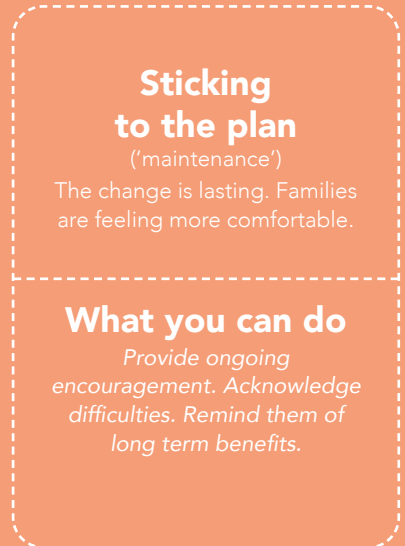 Sticking
to the plan
('maintenance')
The change is lasting. Families
are feeling more comfortable.
What you can do
Provide ongoing
encouragement. Acknowledge
difficulties. Remind them of
long term benefits.